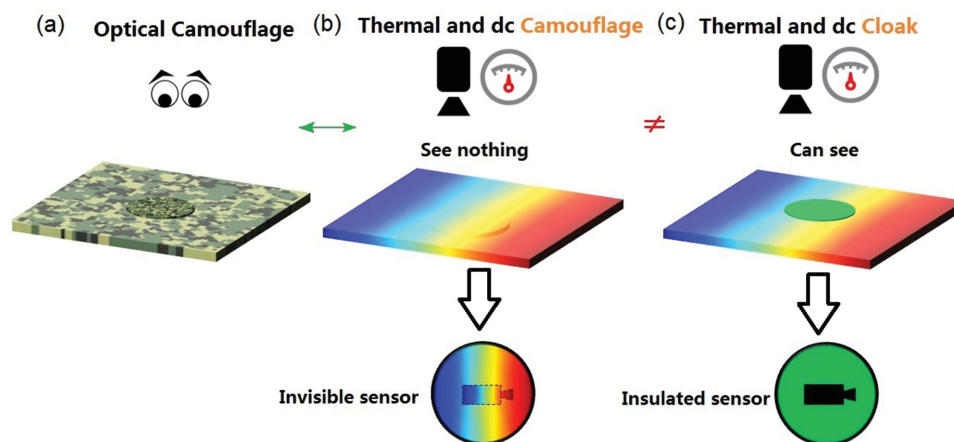 (a) Optical Camouflage
(b) Thermal and dc Camouflage
(c) Thermal and dc Cloak
≠
See nothing
Can see
Invisible sensor
Insulated sensor